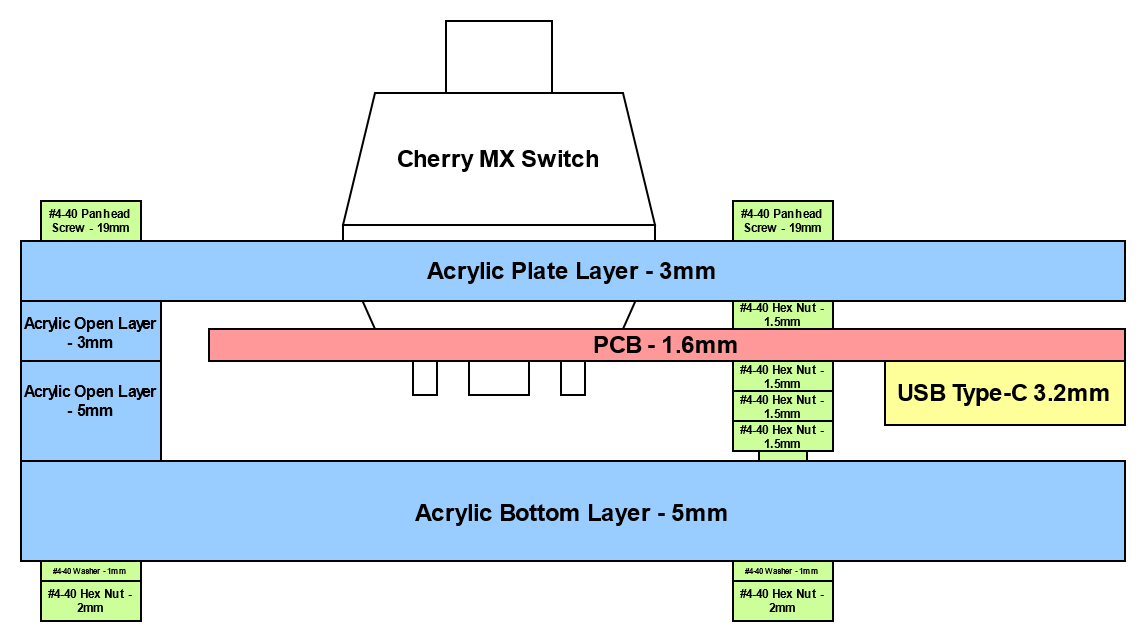 Cherry MX Switch
#4-40 Panhead
Screw - 19mm
#4-40 Panhead
Screw - 19mm
Acrylic Plate Layer - 3mm
Acrylic Open Layer
- 3mm
#4-40 Hex Nut -
1.5mm
PCB - 1.6mm
Acrylic Open Layer
- 5mm
#4-40 Hex Nut -
1.5mm
#4-40 Hex Nut -
1.5mm
#4-40 Hex Nut -
1.5mm
USB Type-C 3.2mm
Acrylic Bottom Layer - 5mm
#4-40 Washer - 1mm
#4-40 Hex Nut -
2mm
#4-40 Washer - 1mm
#4-40 Hex Nut -
2mm